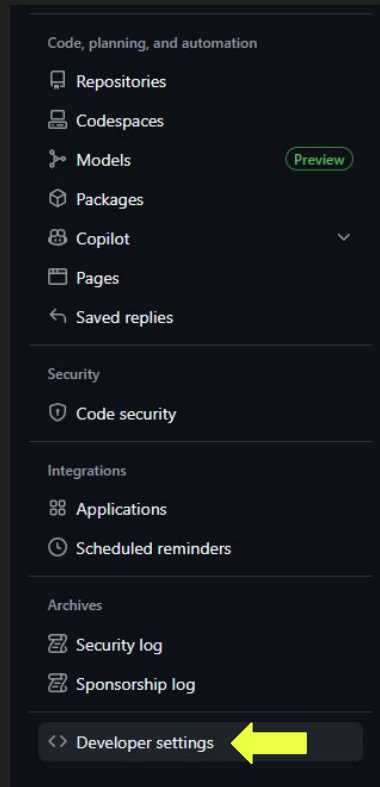 Code, planning, and automation
Repositories
Codespaces
Models Preview
Packages
Copilot
Pages
Saved replies
Security
Code security
Integrations
Applications
Scheduled reminders
Archives
Security log
Sponsorship log
Developer settings